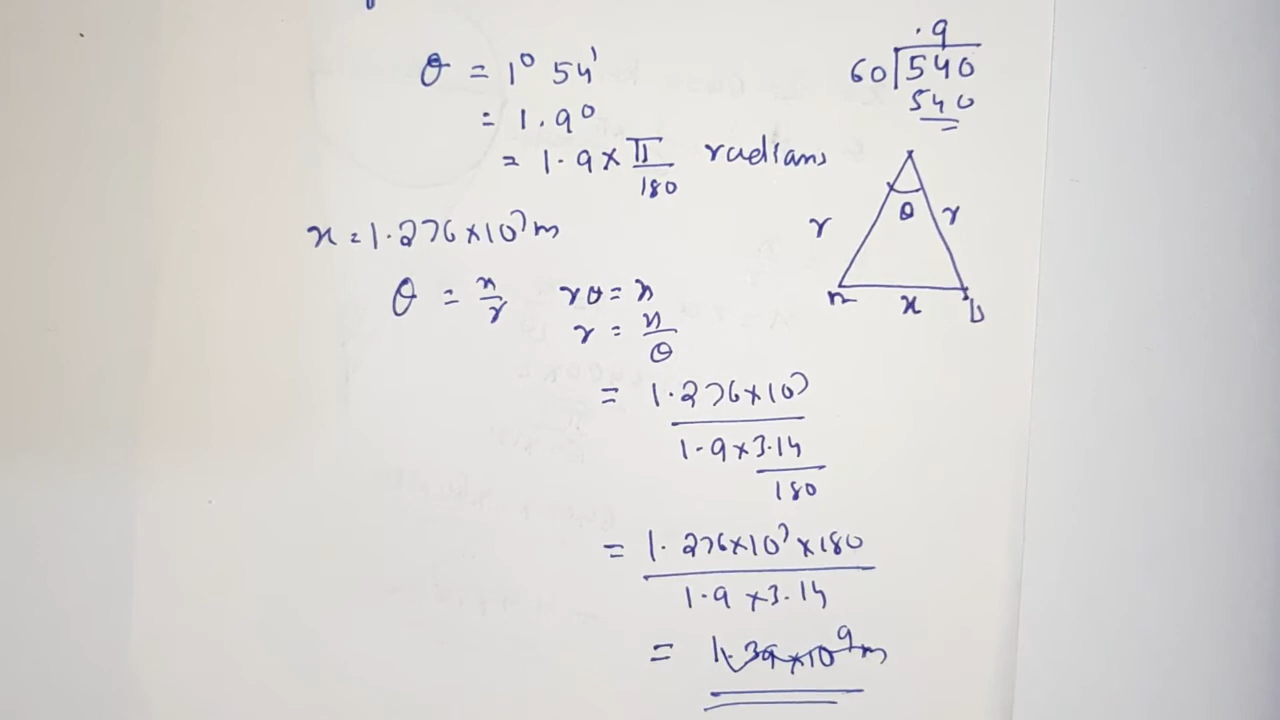 θ = 1° 54'
= 1.9°
= 1.9 × π/180 radians
.9
60)540
540
θ
r
r
A
x
B
x = 1.276×10⁷ m
θ = x/r
rθ = x
r = x/θ
= 1.276×10⁷
1.9×3.14
180
= 1.276×10⁷×180
1.9×3.14
= 1.39×10⁹ m